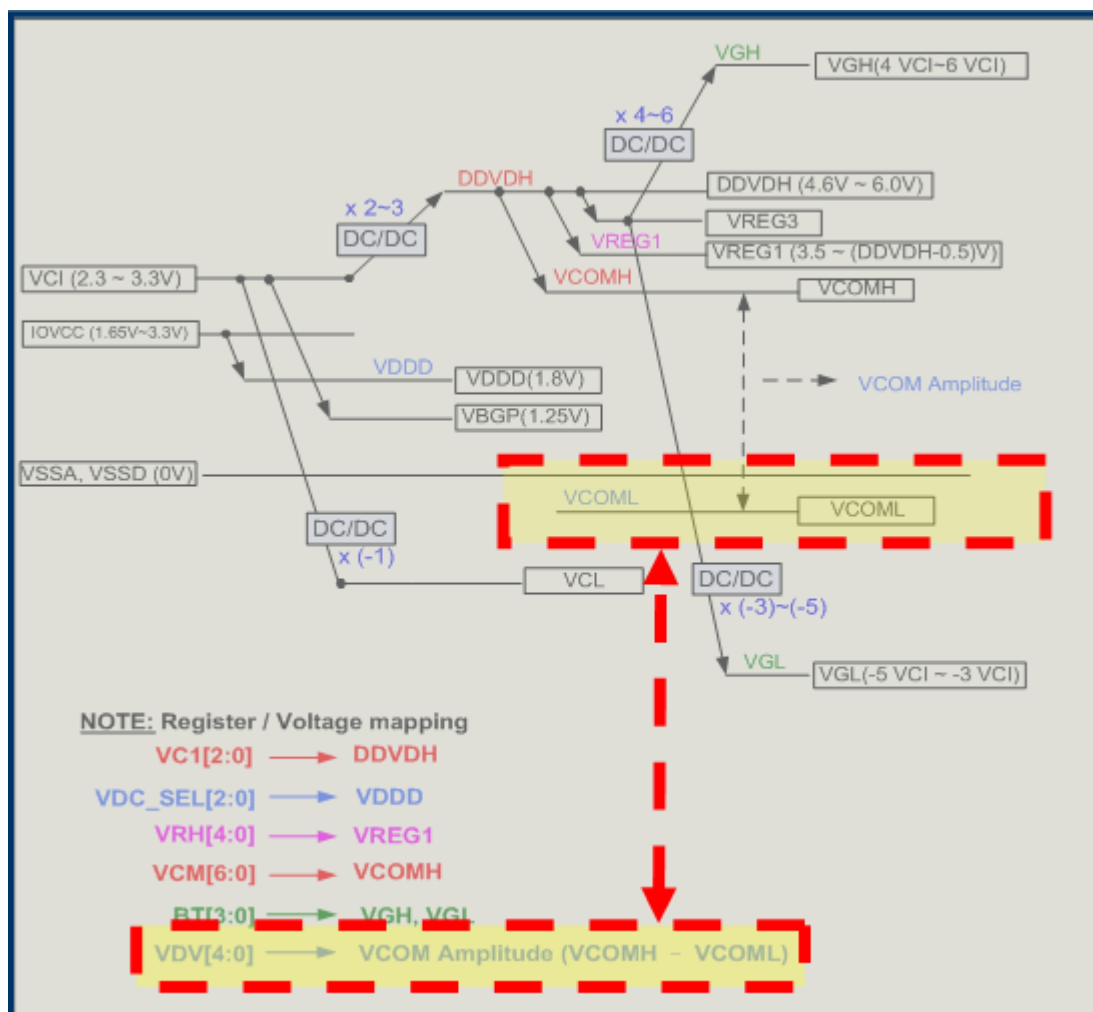 VGH
VGH(4 VCI~6 VCI)
x 4~6
DC/DC
DDVDH
DDVDH (4.6V ~ 6.0V)
x 2~3
VREG3
DC/DC
VREG1
VREG1 (3.5 ~ (DDVDH-0.5)V)
VCI (2.3 ~ 3.3V)
VCOMH
VCOMH
IOVCC (1.65V~3.3V)
VDDD
VDDD(1.8V)
VCOM Amplitude
VBGP(1.25V)
VSSA, VSSD (0V)
VCOML
VCOML
DC/DC
x (-1)
VCL
DC/DC
x (-3)~(-5)
VGL
VGL(-5 VCI ~ -3 VCI)
NOTE: Register / Voltage mapping
VC1[2:0] DDVDH
VDC_SEL[2:0] VDDD
VRH[4:0] VREG1
VCM[6:0] VCOMH
BT[3:0] VGH, VGL
VDV[4:0] VCOM Amplitude (VCOMH - VCOML)